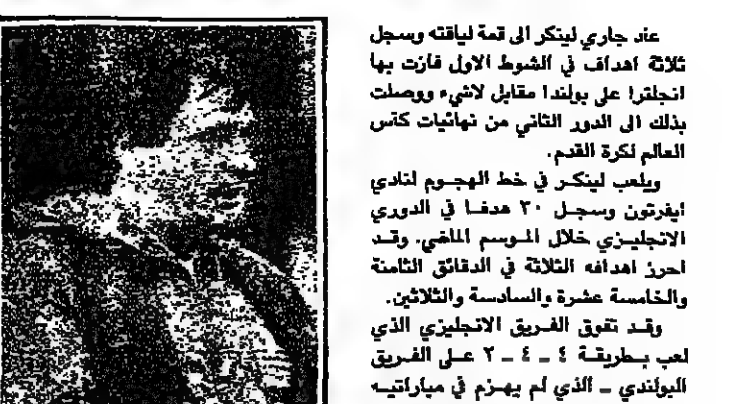 عاد جاري لينكر الى قمة لياقته وسجل
ثلاثة اهداف في الشوط الاول فازت بها
انجلترا على بولندا مقابل لاشيء ووصلت
بذلك الى الدور الثاني من نهائيات كاس
العالم لكرة القدم.
ويلعب لينكر في خط الهجوم لنادي
ايفرتون وسجل ٣٠ هدفا في الدوري
الانجليزي خلال الموسم الماضي. وقد
احرز اهدافه الثلاثة في الدقائق الثامنة
والخامسة عشرة والسادسة والثلاثين.
وقد تفوق الفريق الانجليزي الذي
لعب بطريقة ٤ ـ ٤ ـ ٢ على الفريق
البولندي ـ الذي لم يهزم في مباراتيه